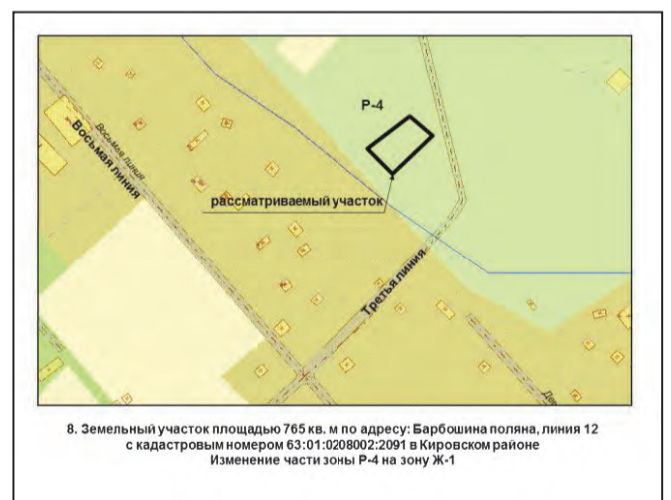 Р-4
Восьмая линия
Восьмая линия
рассматриваемый участок
Третья линия
8. Земельный участок площадью 765 кв. м по адресу: Барбошина поляна, линия 12
с кадастровым номером 63:01:0208002:2091 в Кировском районе
Изменение части зоны Р-4 на зону Ж-1